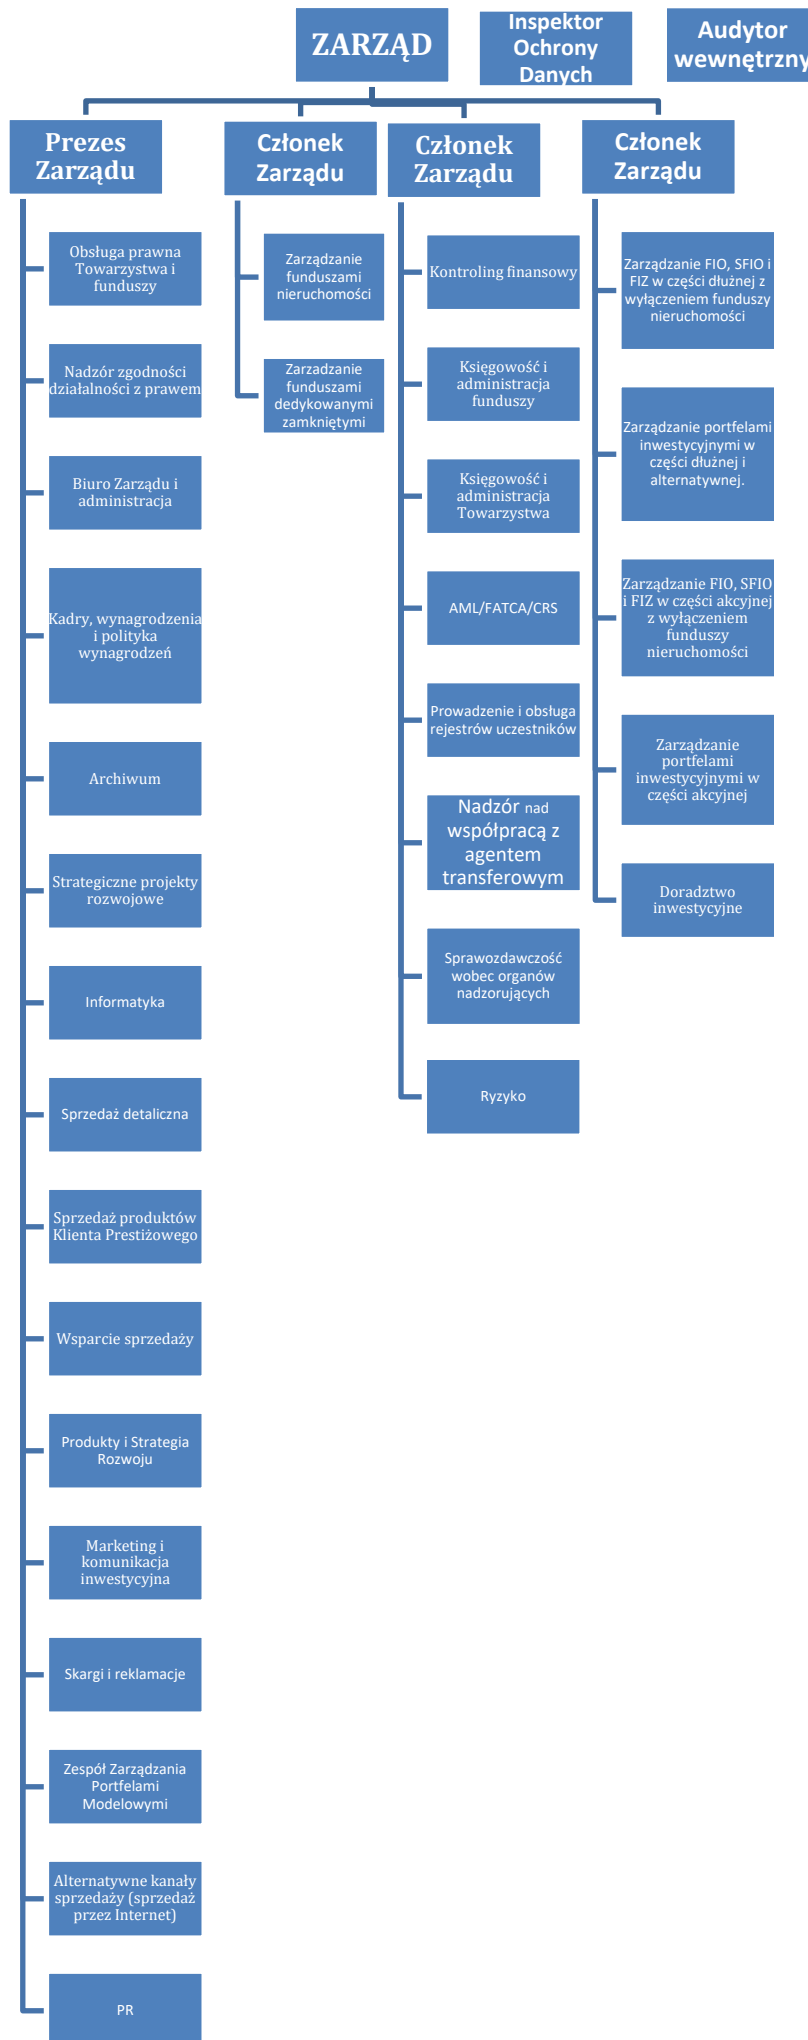 ZARZĄD
Inspektor
Ochrony
Danych
Audytor
wewnętrzny
Prezes
Zarządu
Członek
Zarządu
Członek
Zarządu
Członek
Zarządu
Obsługa prawna
Towarzystwa i
funduszy
Nadzór zgodności
działalności z prawem
Biuro Zarządu i
administracja
Kadry, wynagrodzenia
i polityka
wynagrodzeń
Archiwum
Strategiczne projekty
rozwojowe
Informatyka
Sprzedaż detaliczna
Sprzedaż produktów
Klienta Prestiżowego
Wsparcie sprzedaży
Produkty i Strategia
Rozwoju
Marketing i
komunikacja
inwestycyjna
Skargi i reklamacje
Zespół Zarządzania
Portfelami
Modelowymi
Alternatywne kanały
sprzedaży (sprzedaż
przez Internet)
PR
Zarządzanie
funduszami
nieruchomości
Zarzadzanie
funduszami
dedykowanymi
zamkniętymi
Kontroling finansowy
Księgowość i
administracja
funduszy
Księgowość i
administracja
Towarzystwa
AML/FATCA/CRS
Prowadzenie i obsługa
rejestrów uczestników
Nadzór nad
współpracą z
agentem
transferowym
Sprawozdawczość
wobec organów
nadzorujących
Ryzyko
Zarządzanie FIO, SFIO i
FIZ w części dłużnej z
wyłączeniem funduszy
nieruchomości
Zarządzanie portfelami
inwestycyjnymi w
części dłużnej i
alternatywnej.
Zarządzanie FIO, SFIO
i FIZ w części akcyjnej
z wyłączeniem
funduszy
nieruchomości
Zarządzanie
portfelami
inwestycyjnymi w
części akcyjnej
Doradztwo
inwestycyjne